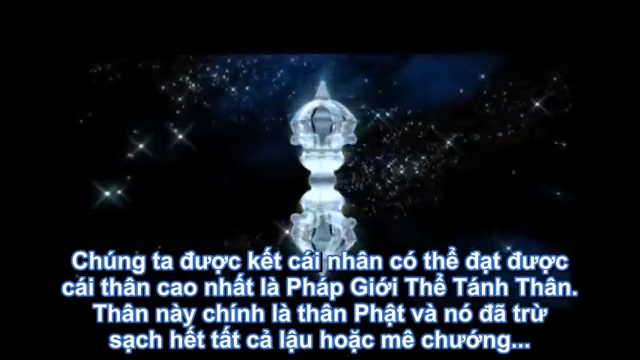 Chúng ta được kết cái nhân có thể đạt được
cái thân cao nhất là Pháp Giới Thể Tánh Thân.
Thân này chính là thân Phật và nó đã trừ
sạch hết tất cả lậu hoặc mê chướng...